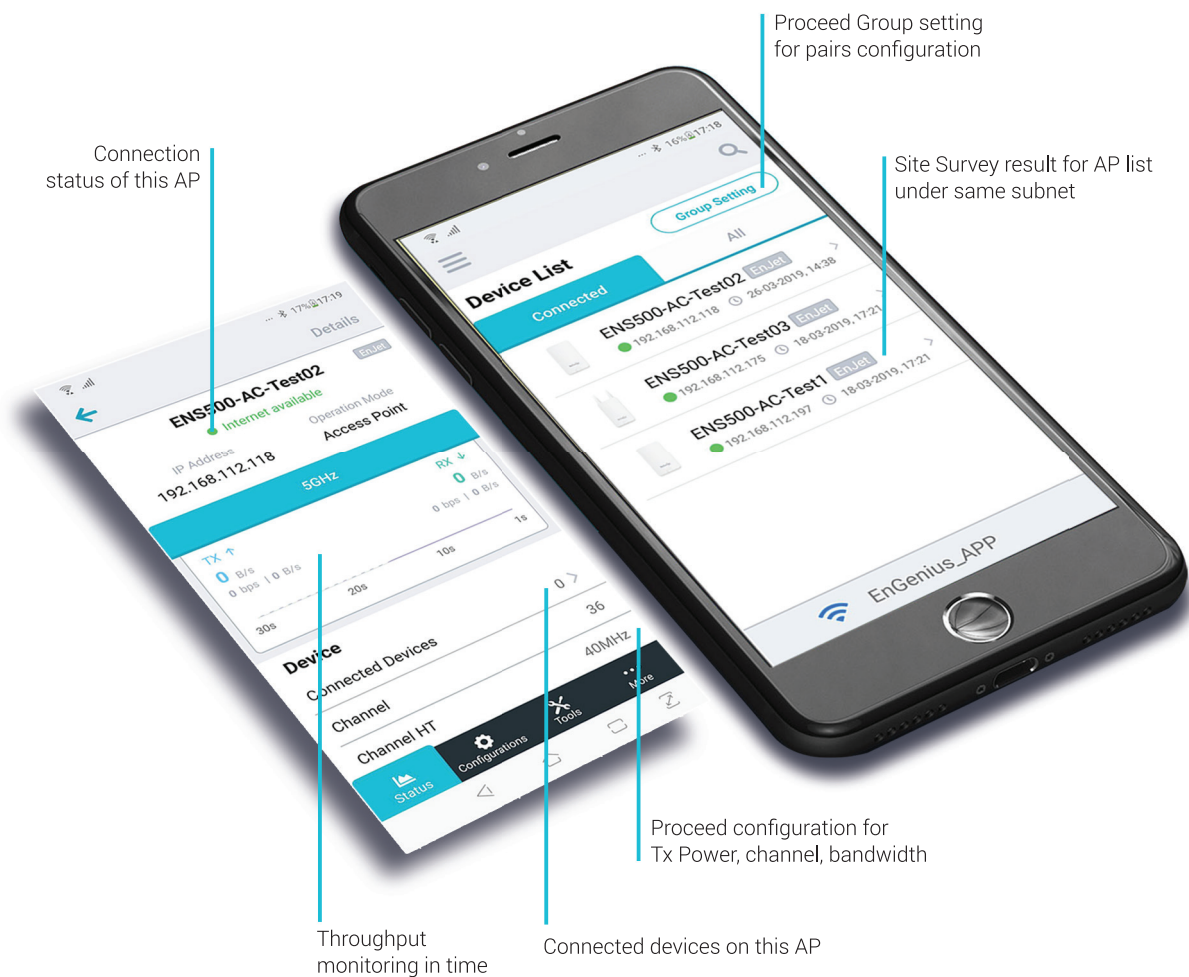 Proceed Group setting
for pairs configuration
Connection
status of this AP
Site Survey result for AP list
under same subnet
... 16% 17:18
Group Setting
Device List
Connected
All
ENS500-AC-Test02 EnJet
192.168.112.118 26-03-2019, 14:38
ENS500-AC-Test03 EnJet
192.168.112.175 18-03-2019, 17:21
ENS500-AC-Test1 EnJet
192.168.112.197 18-03-2019, 17:21
EnGenius_APP
... 17% 17:19
Details
ENS500-AC-Test02 EnJet
Internet available
IP Address Operation Mode
192.168.112.118 Access Point
5GHz
TX ↑ RX ↓
0 B/s 0 B/s
0 bps | 0 B/s 0 bps | 0 B/s
30s 20s 10s 1s
Device
Connected Devices 0 >
Channel 36
Channel HT 40MHz
Status Configurations Tools More
Proceed configuration for
Tx Power, channel, bandwidth
Throughput
monitoring in time
Connected devices on this AP